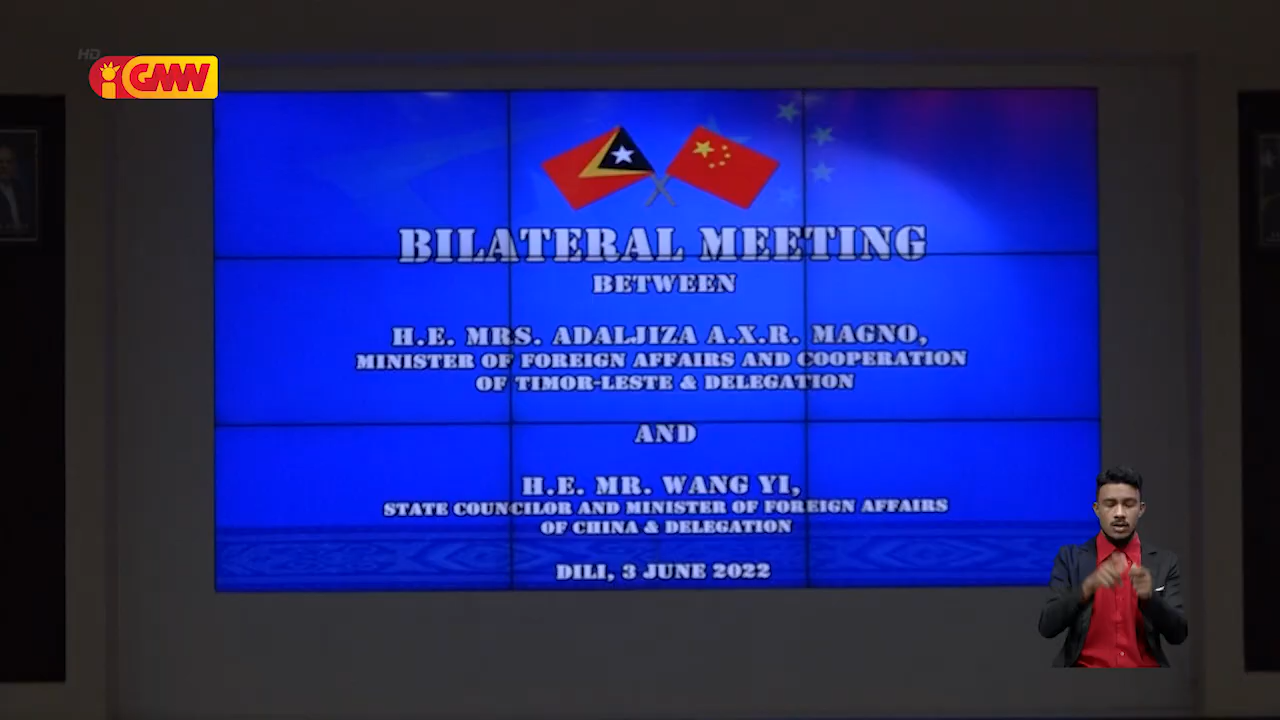 HD
GMN
BILATERAL MEETING
BETWEEN
H.E. MRS. ADALJIZA A.X.R. MAGNO,
MINISTER OF FOREIGN AFFAIRS AND COOPERATION
OF TIMOR-LESTE & DELEGATION
AND
H.E. MR. WANG YI,
STATE COUNCILOR AND MINISTER OF FOREIGN AFFAIRS
OF CHINA & DELEGATION
DILI, 3 JUNE 2022